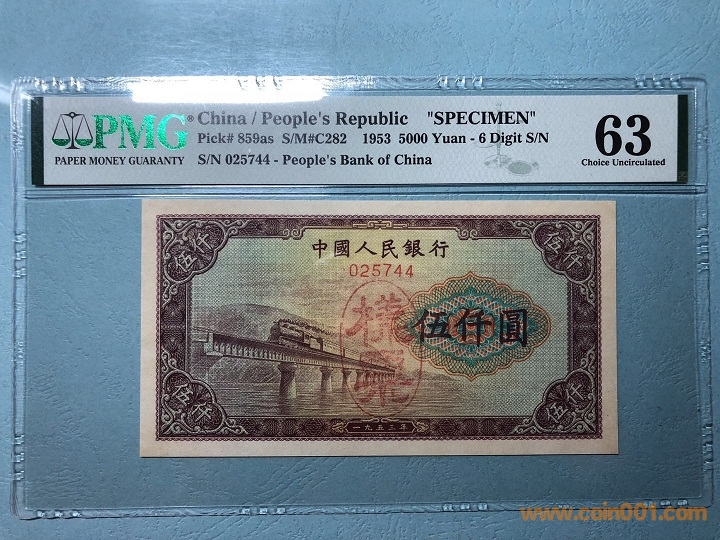 PMG®
PAPER MONEY GUARANTY
China / People's Republic "SPECIMEN"
Pick# 859as S/M#C282 1953 5000 Yuan - 6 Digit S/N
S/N 025744 - People's Bank of China
63
Choice Uncirculated
伍仟
伍仟
中國人民銀行
025744
樣票
伍仟圓
伍仟
伍仟
一九五三年
www.coin001.com